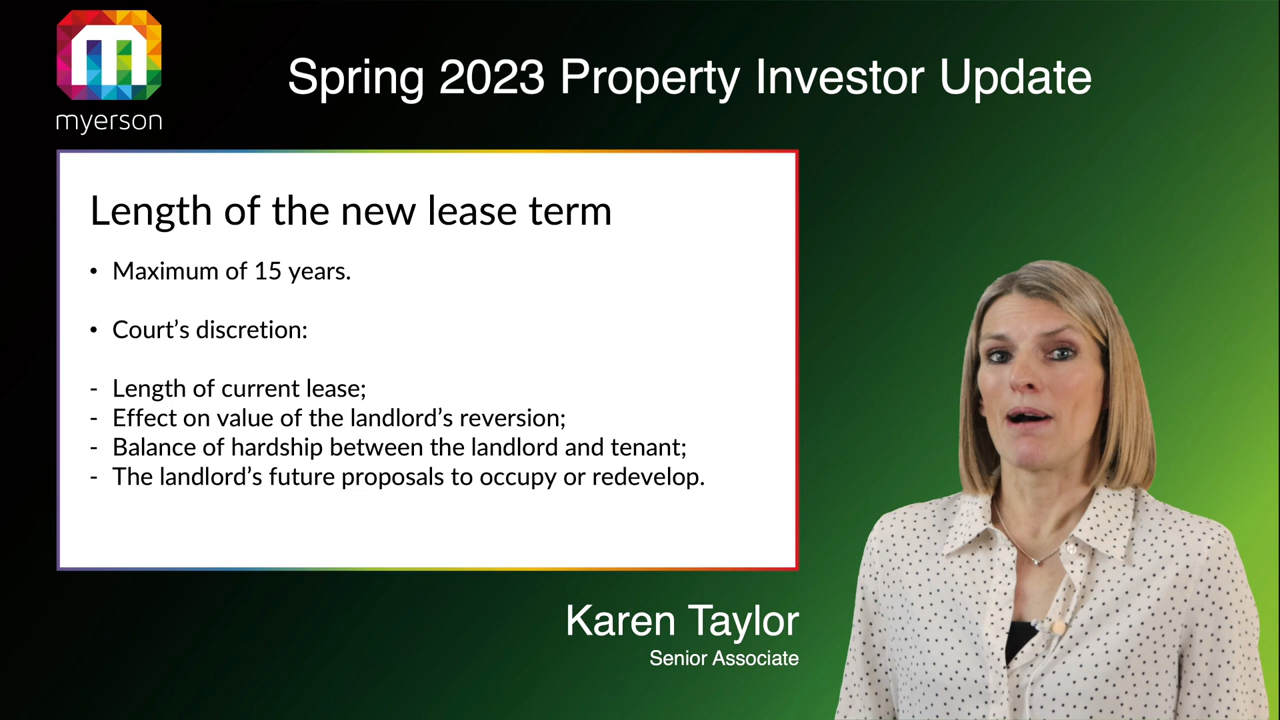 myerson
Spring 2023 Property Investor Update
Length of the new lease term
• Maximum of 15 years.
• Court’s discretion:
- Length of current lease;
- Effect on value of the landlord’s reversion;
- Balance of hardship between the landlord and tenant;
- The landlord’s future proposals to occupy or redevelop.
Karen Taylor
Senior Associate